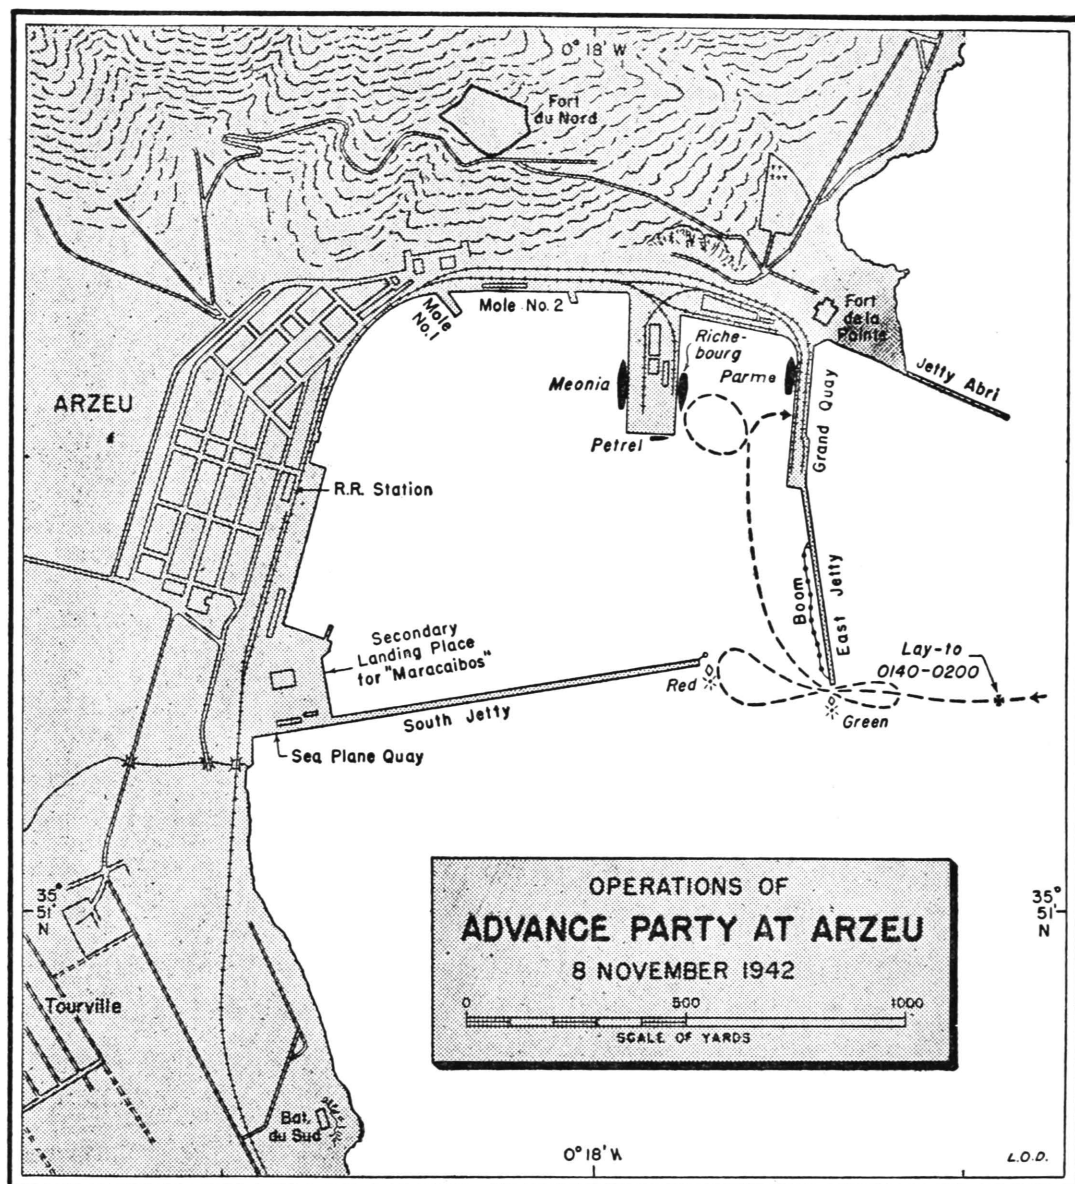 0° 18' W
Fort
du Nord
Mole
No. 1
Mole No. 2
Fort
de la
Pointe
Riche-
bourg
Meonia
Parme
Jetty Abri
Grand Quay
ARZEU
Petrel
R.R. Station
Boom
East Jetty
Secondary
Landing Place
for "Maracaibos"
Lay-to
0140-0200
Red
Green
South Jetty
Sea Plane Quay
35°
51'
N
35°
51'
N
OPERATIONS OF
ADVANCE PARTY AT ARZEU
8 NOVEMBER 1942
0 500 1000
SCALE OF YARDS
Tourville
Bat.
du Sud
0° 18' W
L.O.D.